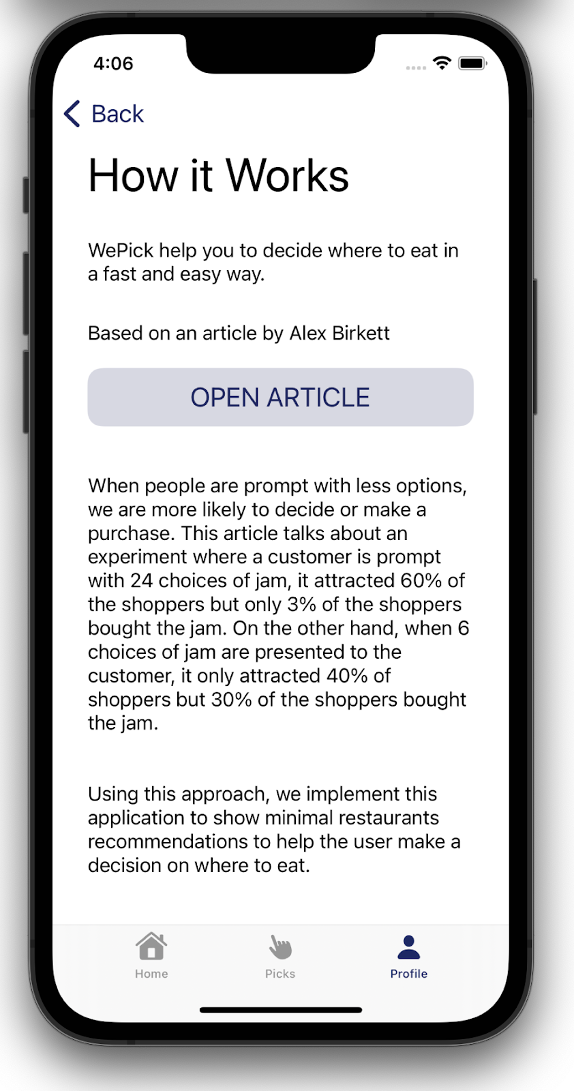 4:06
Back
How it Works
WePick help you to decide where to eat in
a fast and easy way.
Based on an article by Alex Birkett
OPEN ARTICLE
When people are prompt with less options,
we are more likely to decide or make a
purchase. This article talks about an
experiment where a customer is prompt
with 24 choices of jam, it attracted 60% of
the shoppers but only 3% of the shoppers
bought the jam. On the other hand, when 6
choices of jam are presented to the
customer, it only attracted 40% of
shoppers but 30% of the shoppers bought
the jam.
Using this approach, we implement this
application to show minimal restaurants
recommendations to help the user make a
decision on where to eat.
Home Picks Profile